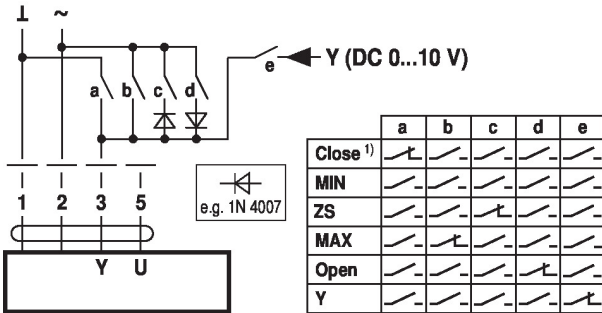 ⊥ ~
e Y (DC 0...10 V)
a b c d
1 2 3 5
e.g. 1N 4007
Y U
a b c d e
Close 1)
MIN
ZS
MAX
Open
Y